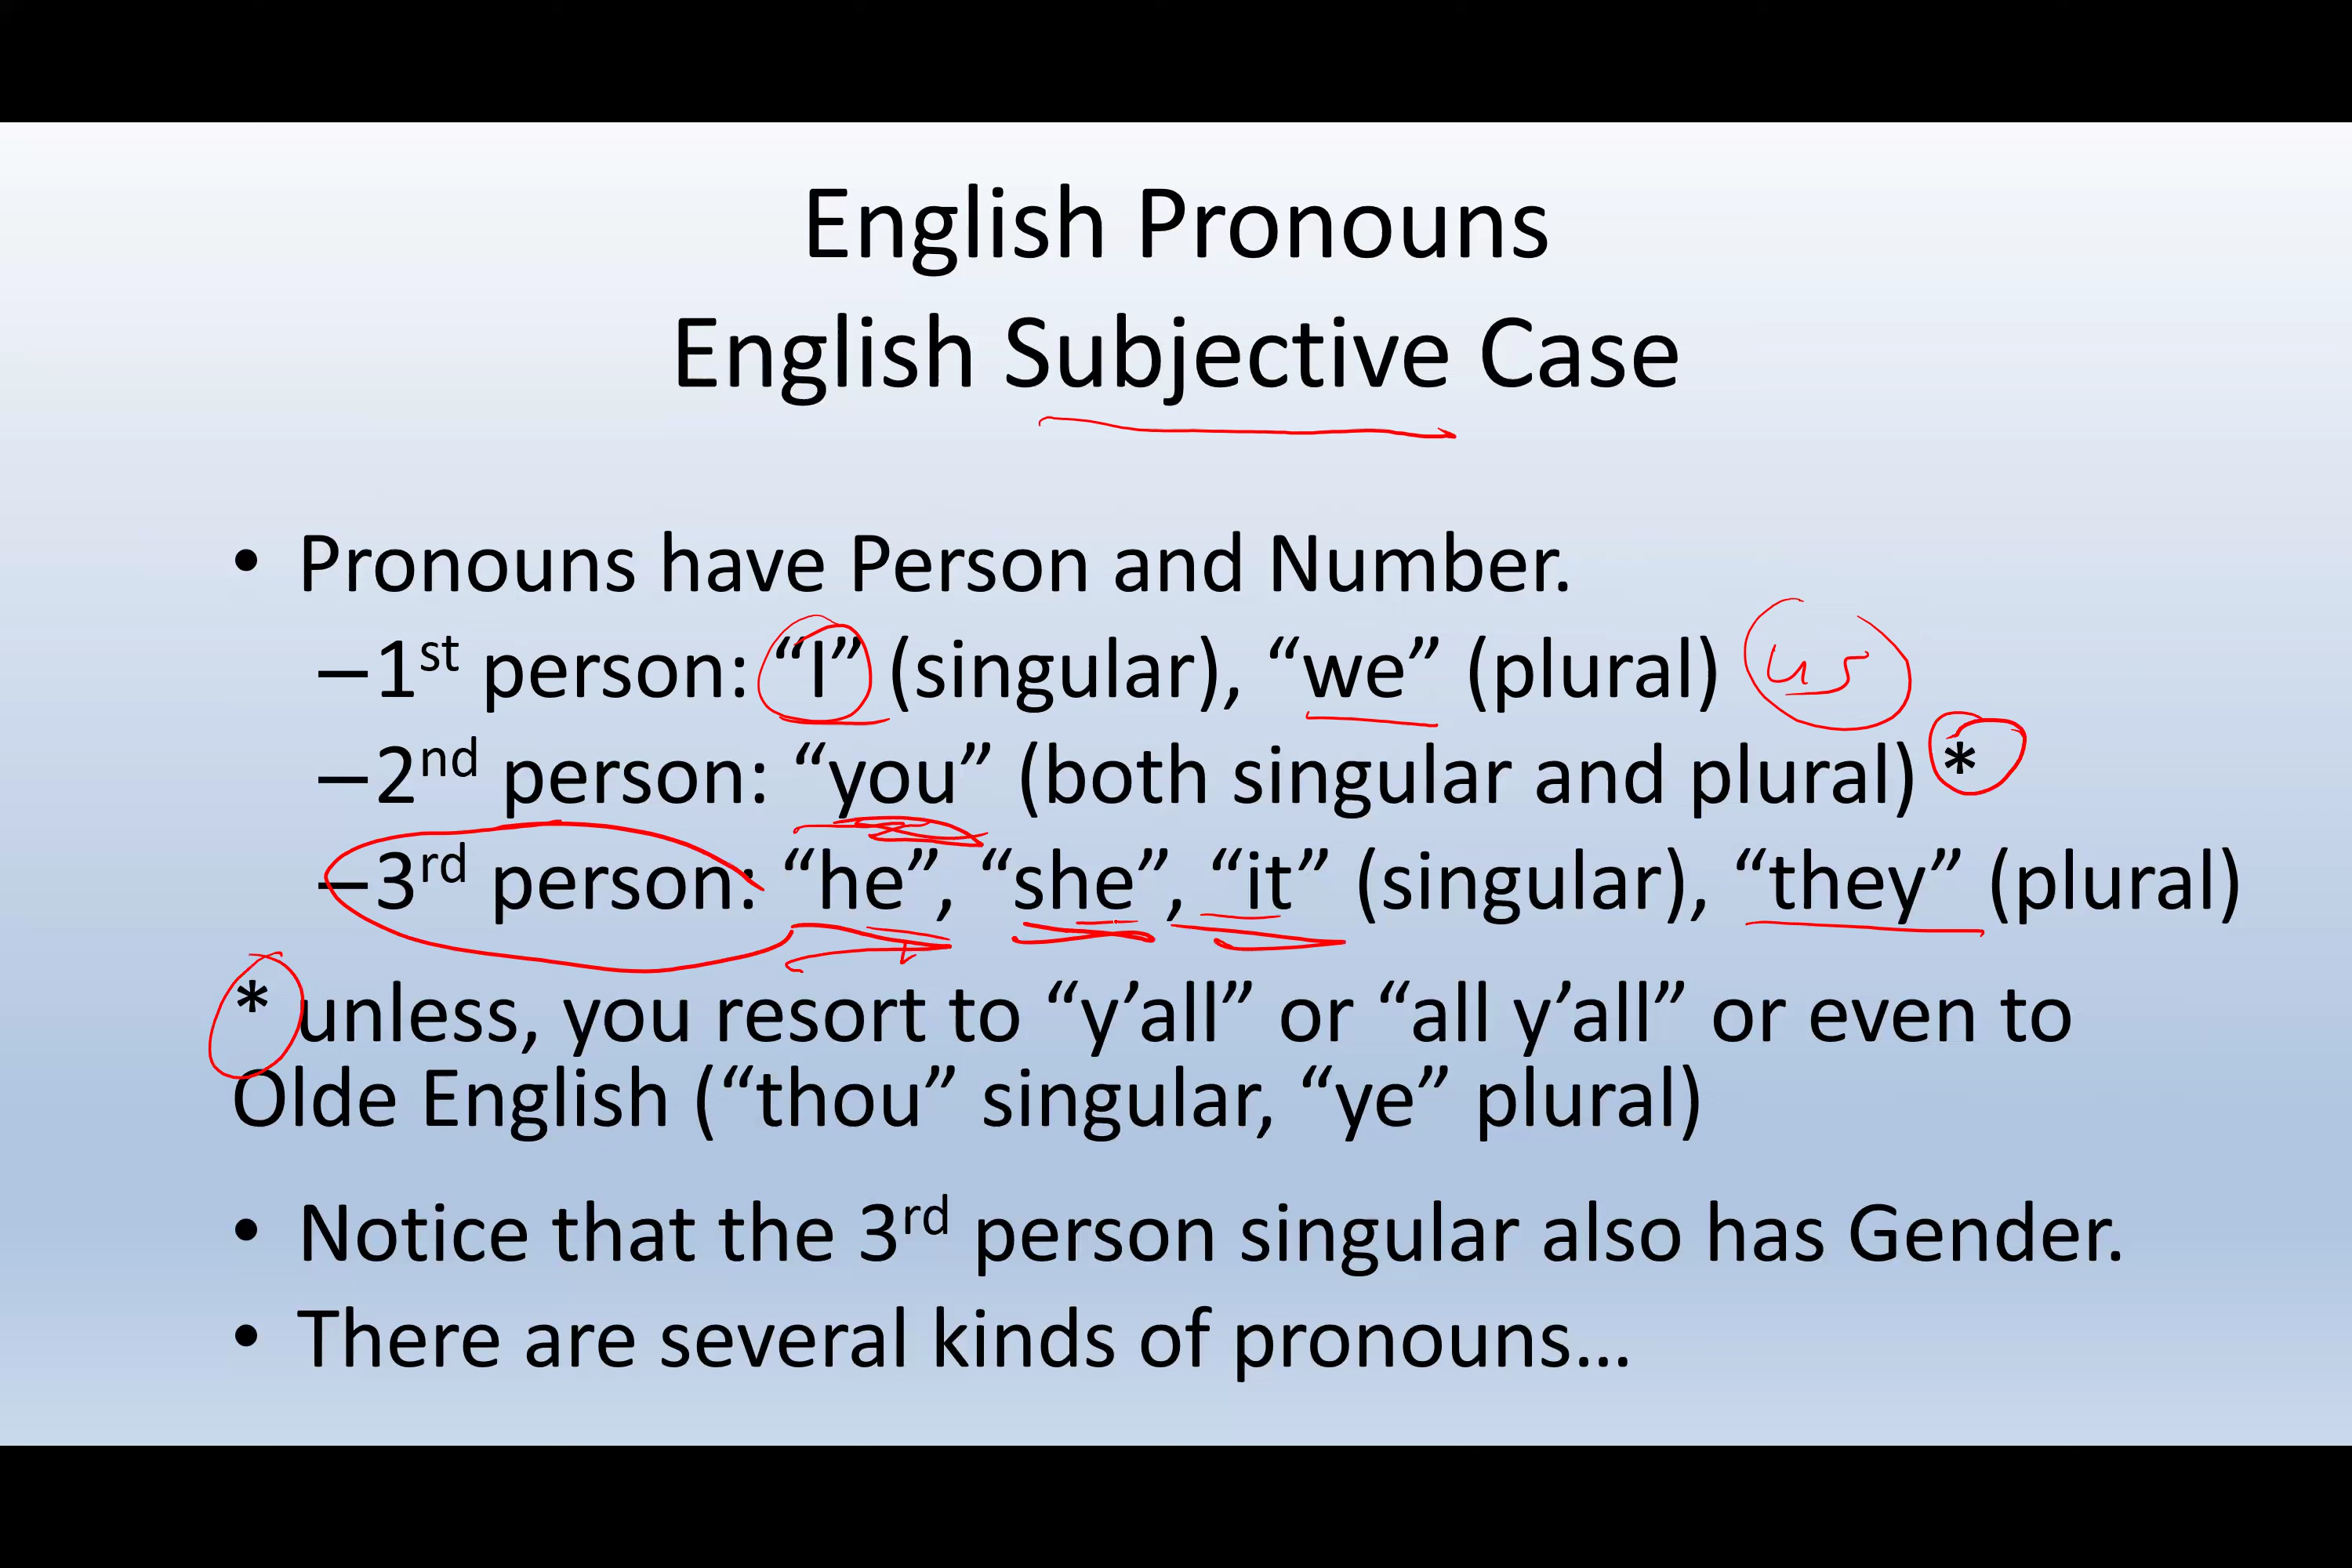 English Pronouns
English Subjective Case
• Pronouns have Person and Number.
–1st person: “I” (singular), “we” (plural) us
–2nd person: “you” (both singular and plural) *
–3rd person: “he”, “she”, “it” (singular), “they” (plural)
* unless, you resort to “y’all” or “all y’all” or even to
Olde English (“thou” singular, “ye” plural)
• Notice that the 3rd person singular also has Gender.
• There are several kinds of pronouns…